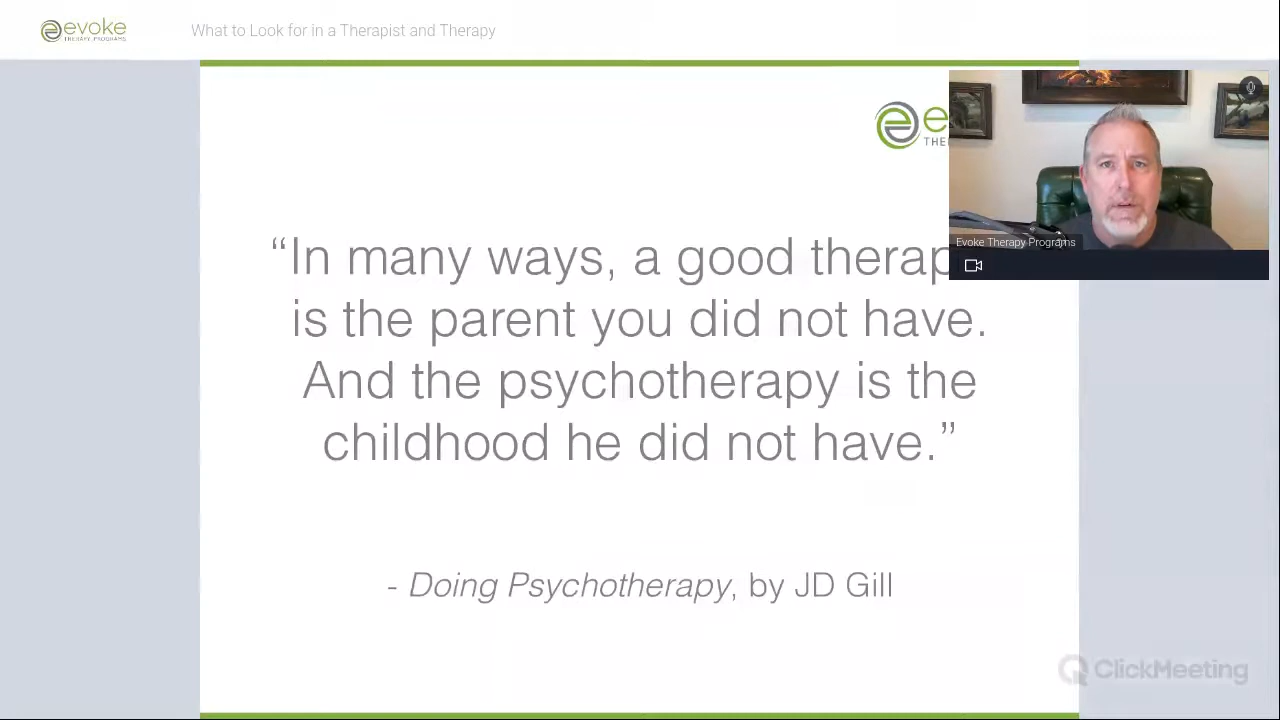 evoke
THERAPY PROGRAMS
What to Look for in a Therapist and Therapy
e
THE
Evoke Therapy Programs
“In many ways, a good therap
is the parent you did not have.
And the psychotherapy is the
childhood he did not have.”
- Doing Psychotherapy, by JD Gill
ClickMeeting